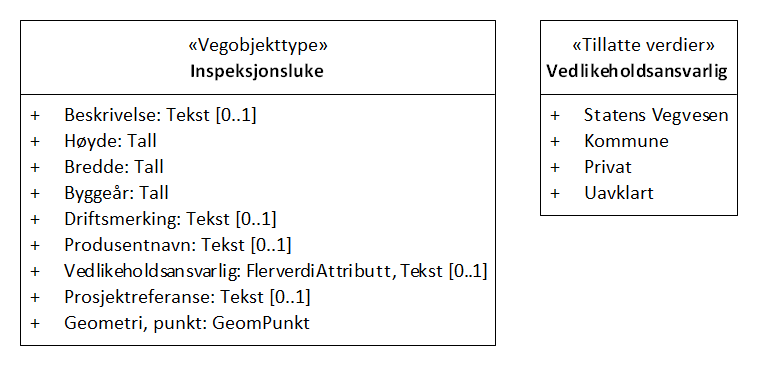 «Vegobjekttype»
Inspeksjonsluke
+ Beskrivelse: Tekst [0..1]
+ Høyde: Tall
+ Bredde: Tall
+ Byggeår: Tall
+ Driftsmerking: Tekst [0..1]
+ Produsentnavn: Tekst [0..1]
+ Vedlikeholdsansvarlig: FlerverdiAttributt, Tekst [0..1]
+ Prosjektreferanse: Tekst [0..1]
+ Geometri, punkt: GeomPunkt
«Tillatte verdier»
Vedlikeholdsansvarlig
+ Statens Vegvesen
+ Kommune
+ Privat
+ Uavklart